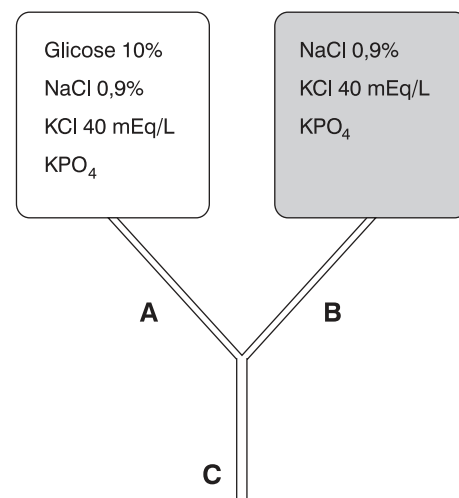 Glicose 10%
NaCl 0,9%
KCl 40 mEq/L
KPO₄
NaCl 0,9%
KCl 40 mEq/L
KPO₄
A
B
C